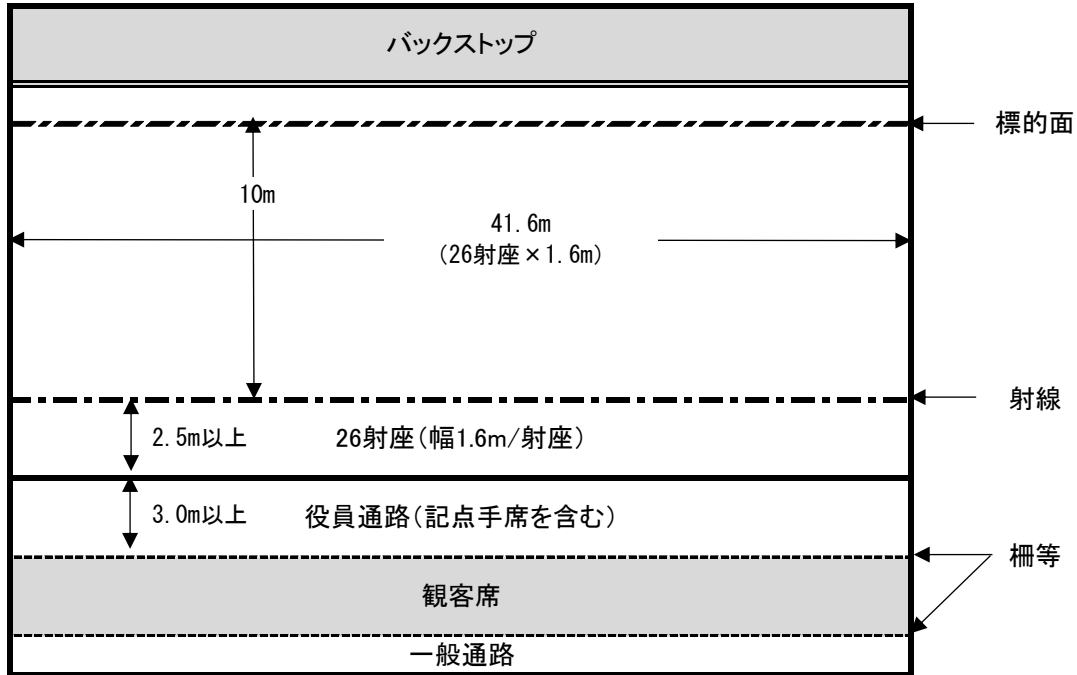 バックストップ
標的面
10m
41.6m
(26射座×1.6m)
射線
2.5m以上
26射座(幅1.6m/射座)
3.0m以上
役員通路(記点手席を含む)
柵等
観客席
一般通路